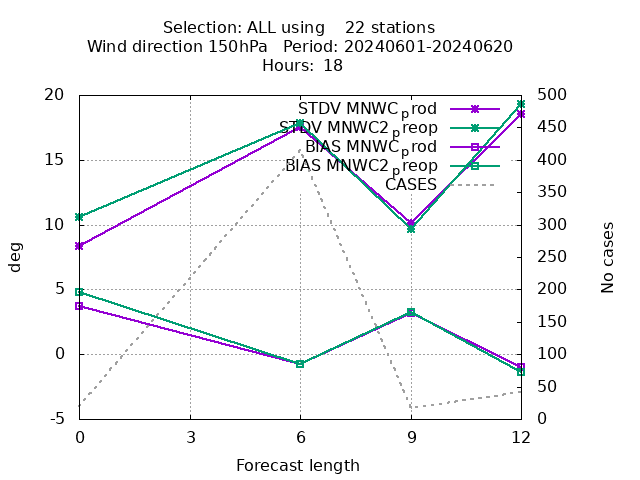 Selection: ALL using    22 stations
Wind direction 150hPa   Period: 20240601-20240620
Hours: 18
STDV MNWC_prod
STDV MNWC2_preop
BIAS MNWC_prod
BIAS MNWC2_preop
CASES
20
15
10
5
0
-5
500
450
400
350
300
250
200
150
100
50
0
deg
No cases
0 3 6 9 12
Forecast length